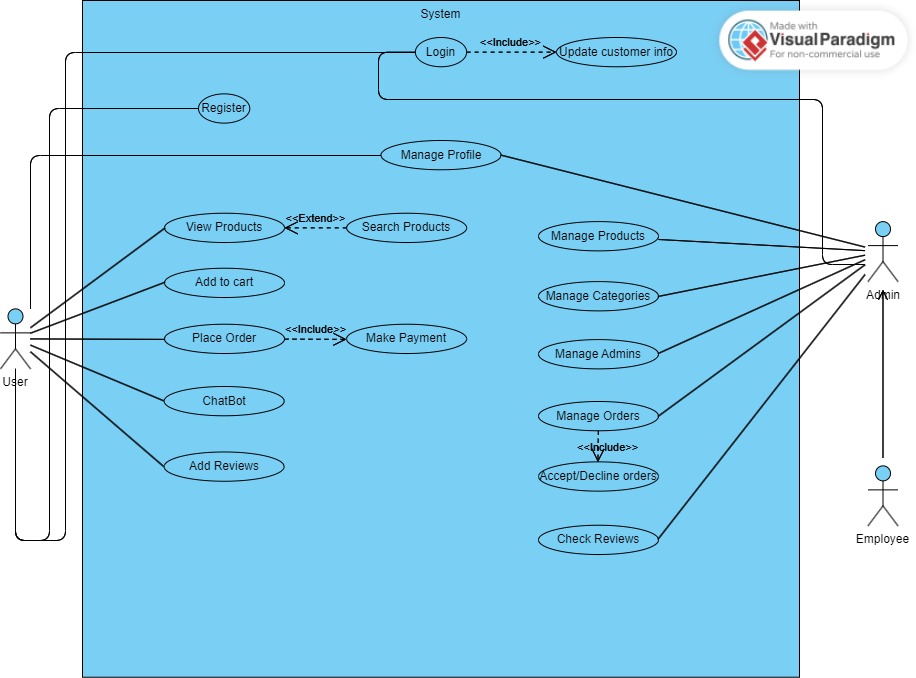 System
Made with
VisualParadigm
For non-commercial use
Login
<<Include>>
Update customer info
Register
Manage Profile
View Products
<<Extend>>
Search Products
Manage Products
Add to cart
Manage Categories
Admin
Place Order
<<Include>>
Make Payment
Manage Admins
User
ChatBot
Manage Orders
<<Include>>
Add Reviews
Accept/Decline orders
Check Reviews
Employee